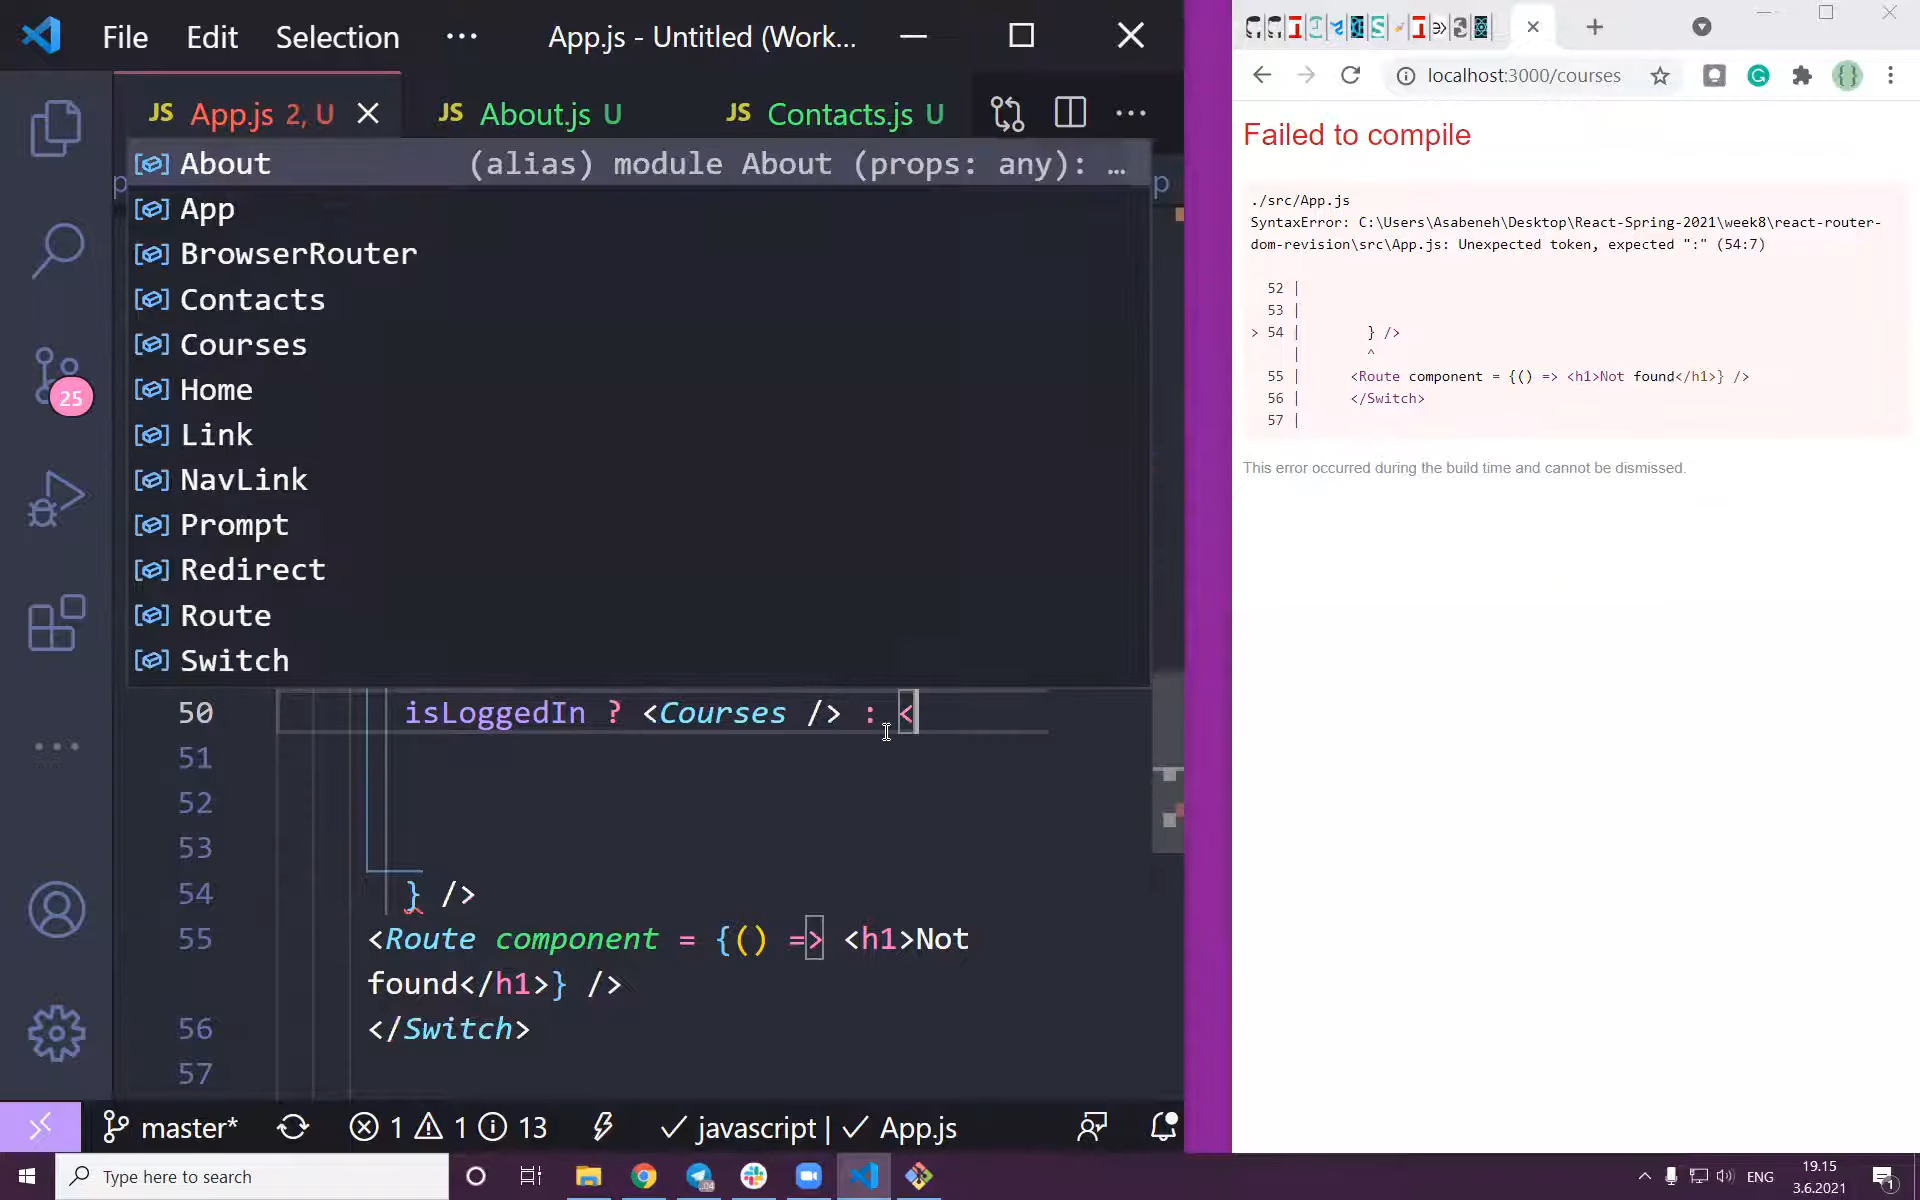 File Edit Selection ··· App.js - Untitled (Work...
JS App.js 2, U JS About.js U JS Contacts.js U ···
About (alias) module About (props: any): …
App
BrowserRouter
Contacts
Courses
Home
Link
NavLink
Prompt
Redirect
Route
Switch
50 isLoggedIn ? <Courses /> : <
51
52
53
54 } />
55 <Route component = {() => <h1>Not
found</h1>} />
56 </Switch>
57
25
master* 1 1 13 javascript | App.js
localhost:3000/courses
Failed to compile
./src/App.js
SyntaxError: C:\Users\Asabeneh\Desktop\React-Spring-2021\week8\react-router-
dom-revision\src\App.js: Unexpected token, expected ":" (54:7)
52 |
53 |
> 54 | } />
| ^
55 | <Route component = {() => <h1>Not found</h1>} />
56 | </Switch>
57 |
This error occurred during the build time and cannot be dismissed.
Type here to search
ENG
19.15
3.6.2021
1